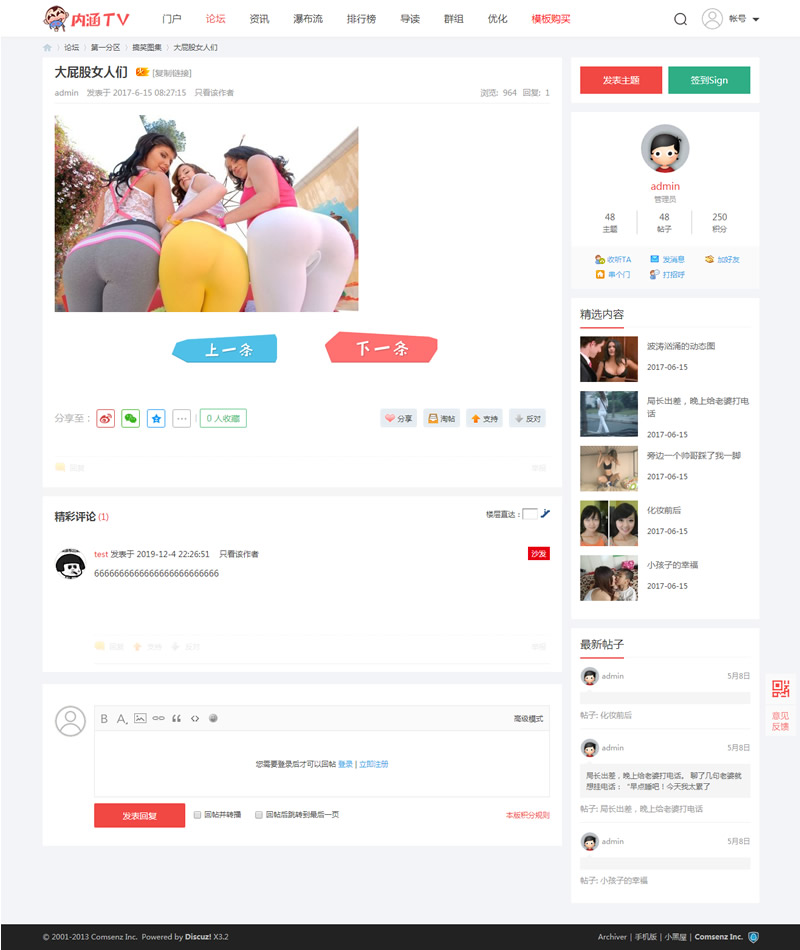 内涵TV
门户 论坛 资讯 瀑布流 排行榜 导读 群组 优化 模板购买 帐号
论坛 › 第一分区 › 搞笑图集 › 大屁股女人们
大屁股女人们 [复制链接]
admin 发表于 2017-6-15 08:27:15 只看该作者
浏览: 964 回复: 1
上一条
下一条
分享至：
0 人收藏
分享 淘帖 支持 反对
回复 举报
精彩评论 (1)
楼层直达：
test 发表于 2019-12-4 22:26:51 只看该作者
沙发
6666666666666666666666666
回复 支持 反对 举报
B A
高级模式
您需要登录后才可以回帖 登录 | 立即注册
发表回复
回帖并转播
回帖后跳转到最后一页
本版积分规则
发表主题
签到Sign
admin
管理员
48 48 250
主题 帖子 积分
收听TA 发消息 加好友
串个门 打招呼
精选内容
波涛汹涌的动态图
2017-06-15
局长出差，晚上给老婆打电
话
2017-06-15
旁边一个帅哥踩了我一脚
2017-06-15
化妆前后
2017-06-15
小孩子的幸福
2017-06-15
最新帖子
admin 5月8日
帖子: 化妆前后
admin 5月8日
局长出差，晚上给老婆打电话。 聊了几句老婆就
想挂电话： “早点睡吧！今天我太累了
帖子: 局长出差，晚上给老婆打电话
admin 5月8日
帖子: 小孩子的幸福
意见
反馈
© 2001-2013 Comsenz Inc. Powered by Discuz! X3.2
Archiver | 手机版 | 小黑屋 | Comsenz Inc.